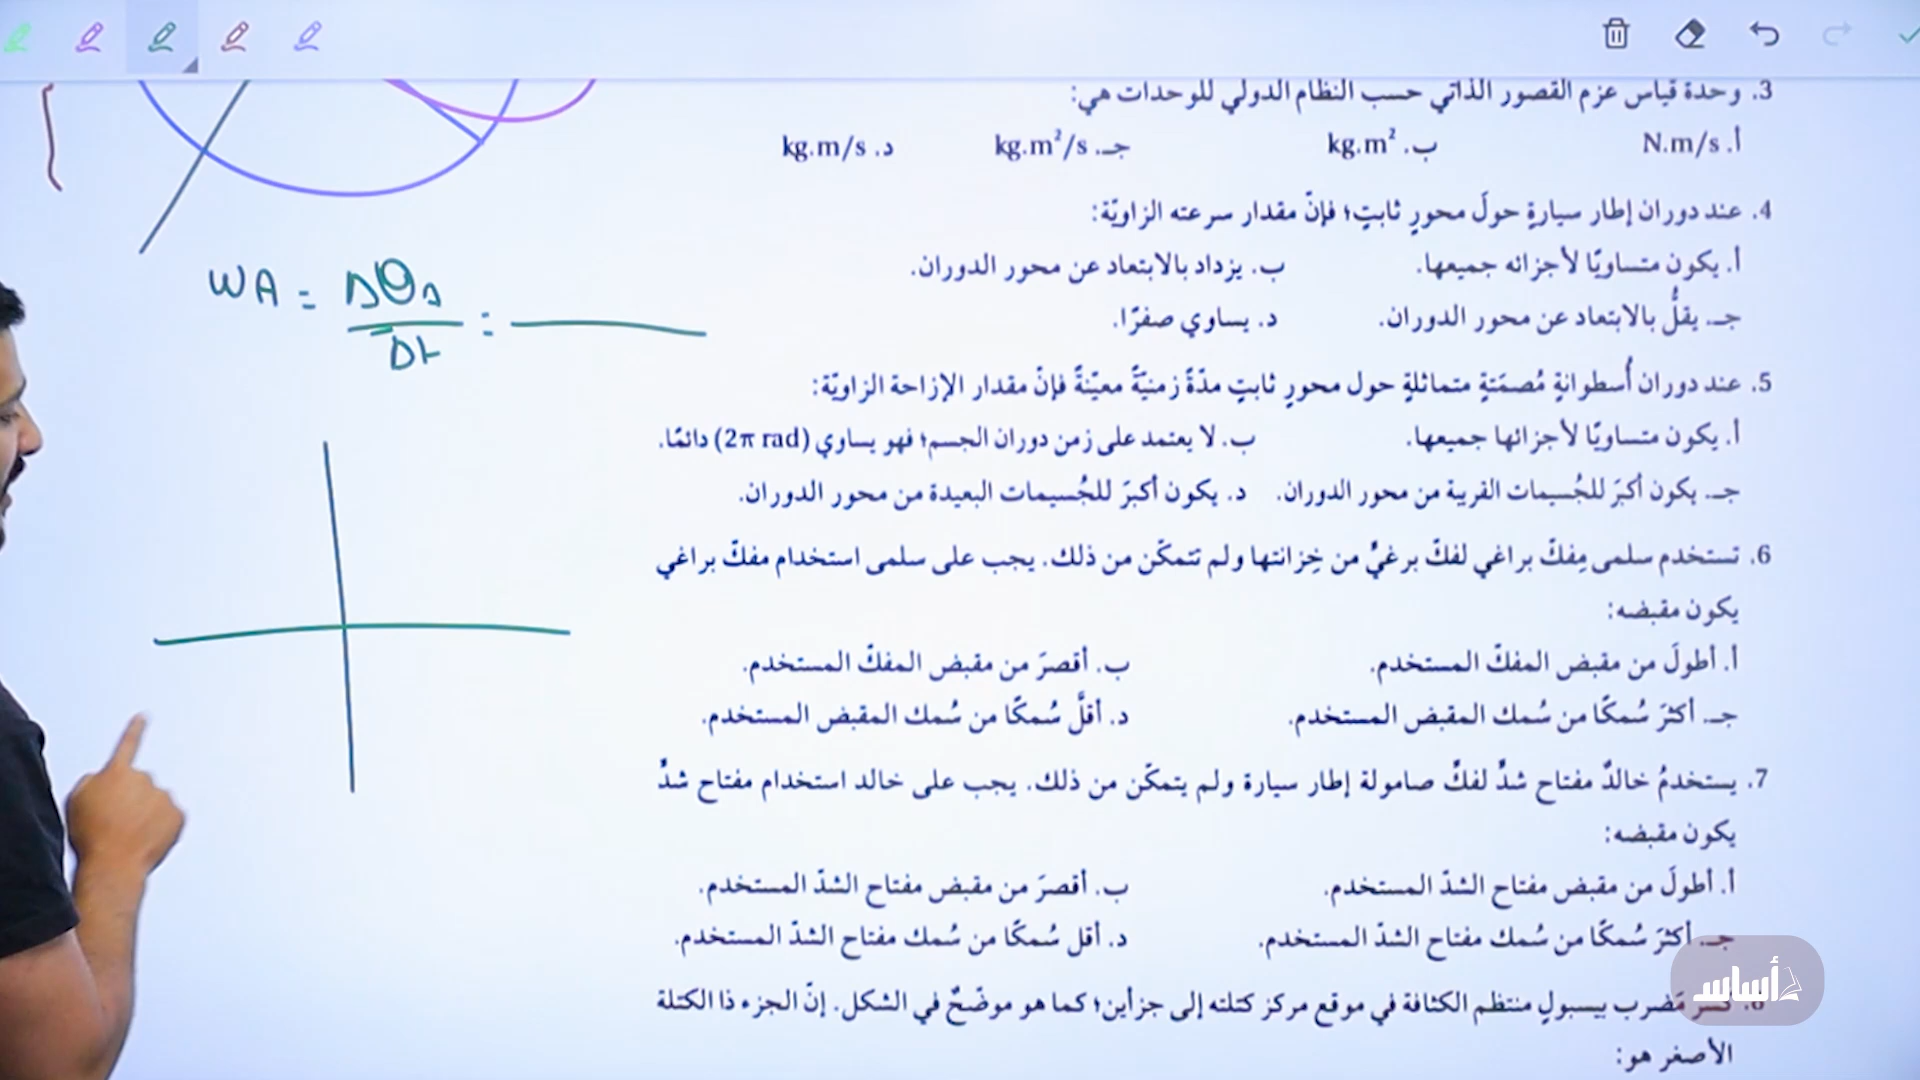 3. وحدة قياس عزم القصور الذاتي حسب النظام الدولي للوحدات هي:
أ. N.m/s ب. kg.m² جـ. kg.m²/s د. kg.m/s
4. عند دوران إطار سيارةٍ حولَ محورٍ ثابتٍ؛ فإنّ مقدار سرعته الزاويّة:
أ. يكون متساويًا لأجزائه جميعها. ب. يزداد بالابتعاد عن محور الدوران.
جـ. يقلُّ بالابتعاد عن محور الدوران. د. يساوي صفرًا.
5. عند دوران أُسطوانةٍ مُصمَتةٍ متماثلةٍ حول محورٍ ثابتٍ مدّةً زمنيّةً معيّنةً فإنّ مقدار الإزاحة الزاويّة:
أ. يكون متساويًا لأجزائها جميعها. ب. لا يعتمد على زمن دوران الجسم؛ فهو يساوي (2π rad) دائمًا.
جـ. يكون أكبرَ للجُسيمات القريبة من محور الدوران. د. يكون أكبرَ للجُسيمات البعيدة من محور الدوران.
6. تستخدم سلمى مِفكّ براغي لفكّ برغيٍّ من خِزانتها ولم تتمكّن من ذلك. يجب على سلمى استخدام مفكّ براغي
يكون مقبضه:
أ. أطولَ من مقبض المفكّ المستخدم. ب. أقصرَ من مقبض المفكّ المستخدم.
جـ. أكثرَ سُمكًا من سُمك المقبض المستخدم. د. أقلَّ سُمكًا من سُمك المقبض المستخدم.
7. يستخدمُ خالدٌ مفتاح شدٍّ لفكِّ صامولة إطار سيارة ولم يتمكّن من ذلك. يجب على خالد استخدام مفتاح شدٍّ
يكون مقبضه:
أ. أطولَ من مقبض مفتاح الشدّ المستخدم. ب. أقصرَ من مقبض مفتاح الشدّ المستخدم.
جـ. أكثرَ سُمكًا من سُمك مفتاح الشدّ المستخدم. د. أقل سُمكًا من سُمك مفتاح الشدّ المستخدم.
8. كُسر مَضرب بيسبولٍ منتظم الكثافة في موقع مركز كتلته إلى جزأين؛ كما هو موضّحٌ في الشكل. إنّ الجزء ذا الكتلة
الأصغر هو:
أساس
WA = Δθ
Δt =